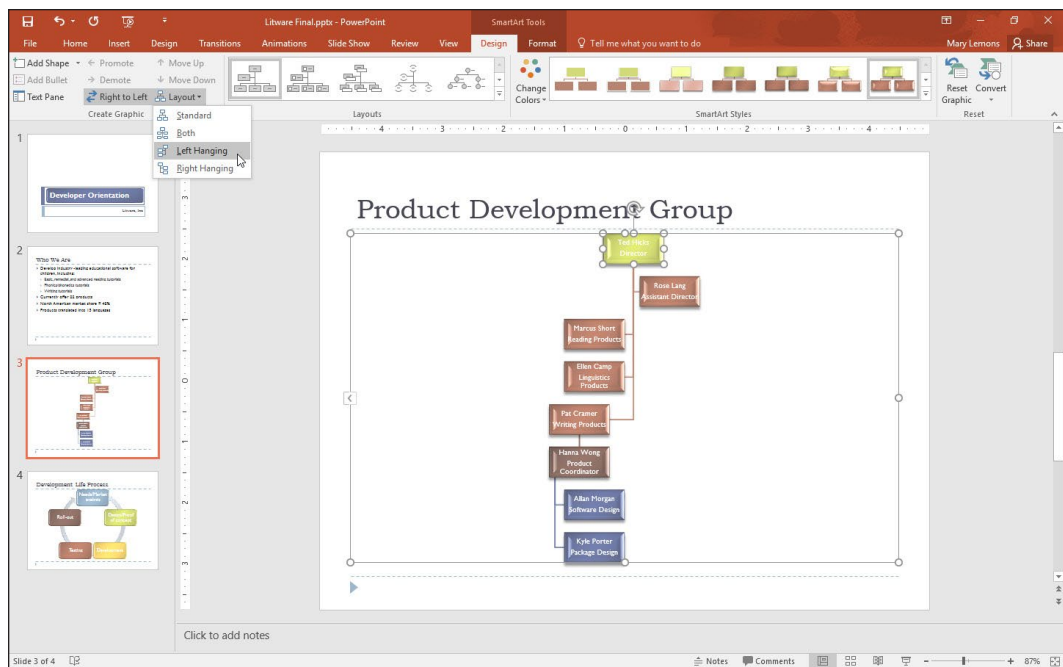 Litware Final.pptx - PowerPoint
SmartArt Tools
File Home Insert Design Transitions Animations Slide Show Review View Design Format Tell me what you want to do
Mary Lemons Share
Add Shape Promote Move Up
Add Bullet Demote Move Down
Text Pane Right to Left Layout
Create Graphic
Standard
Both
Left Hanging
Right Hanging
Layouts
Change
Colors
SmartArt Styles
Reset
Graphic
Convert
Reset
1
Developer Orientation
2
Who We Are
3
Product Development Group
4
Development Life Process
Roll-out
Product Development Group
Ted Hicks
Director
Rose Lang
Assistant Director
Marcus Short
Reading Products
Ellen Camp
Linguistics
Products
Pat Cramer
Writing Products
Hanna Wong
Product
Coordinator
Allan Morgan
Software Design
Kyle Porter
Package Design
Click to add notes
Slide 3 of 4
Notes Comments
87%